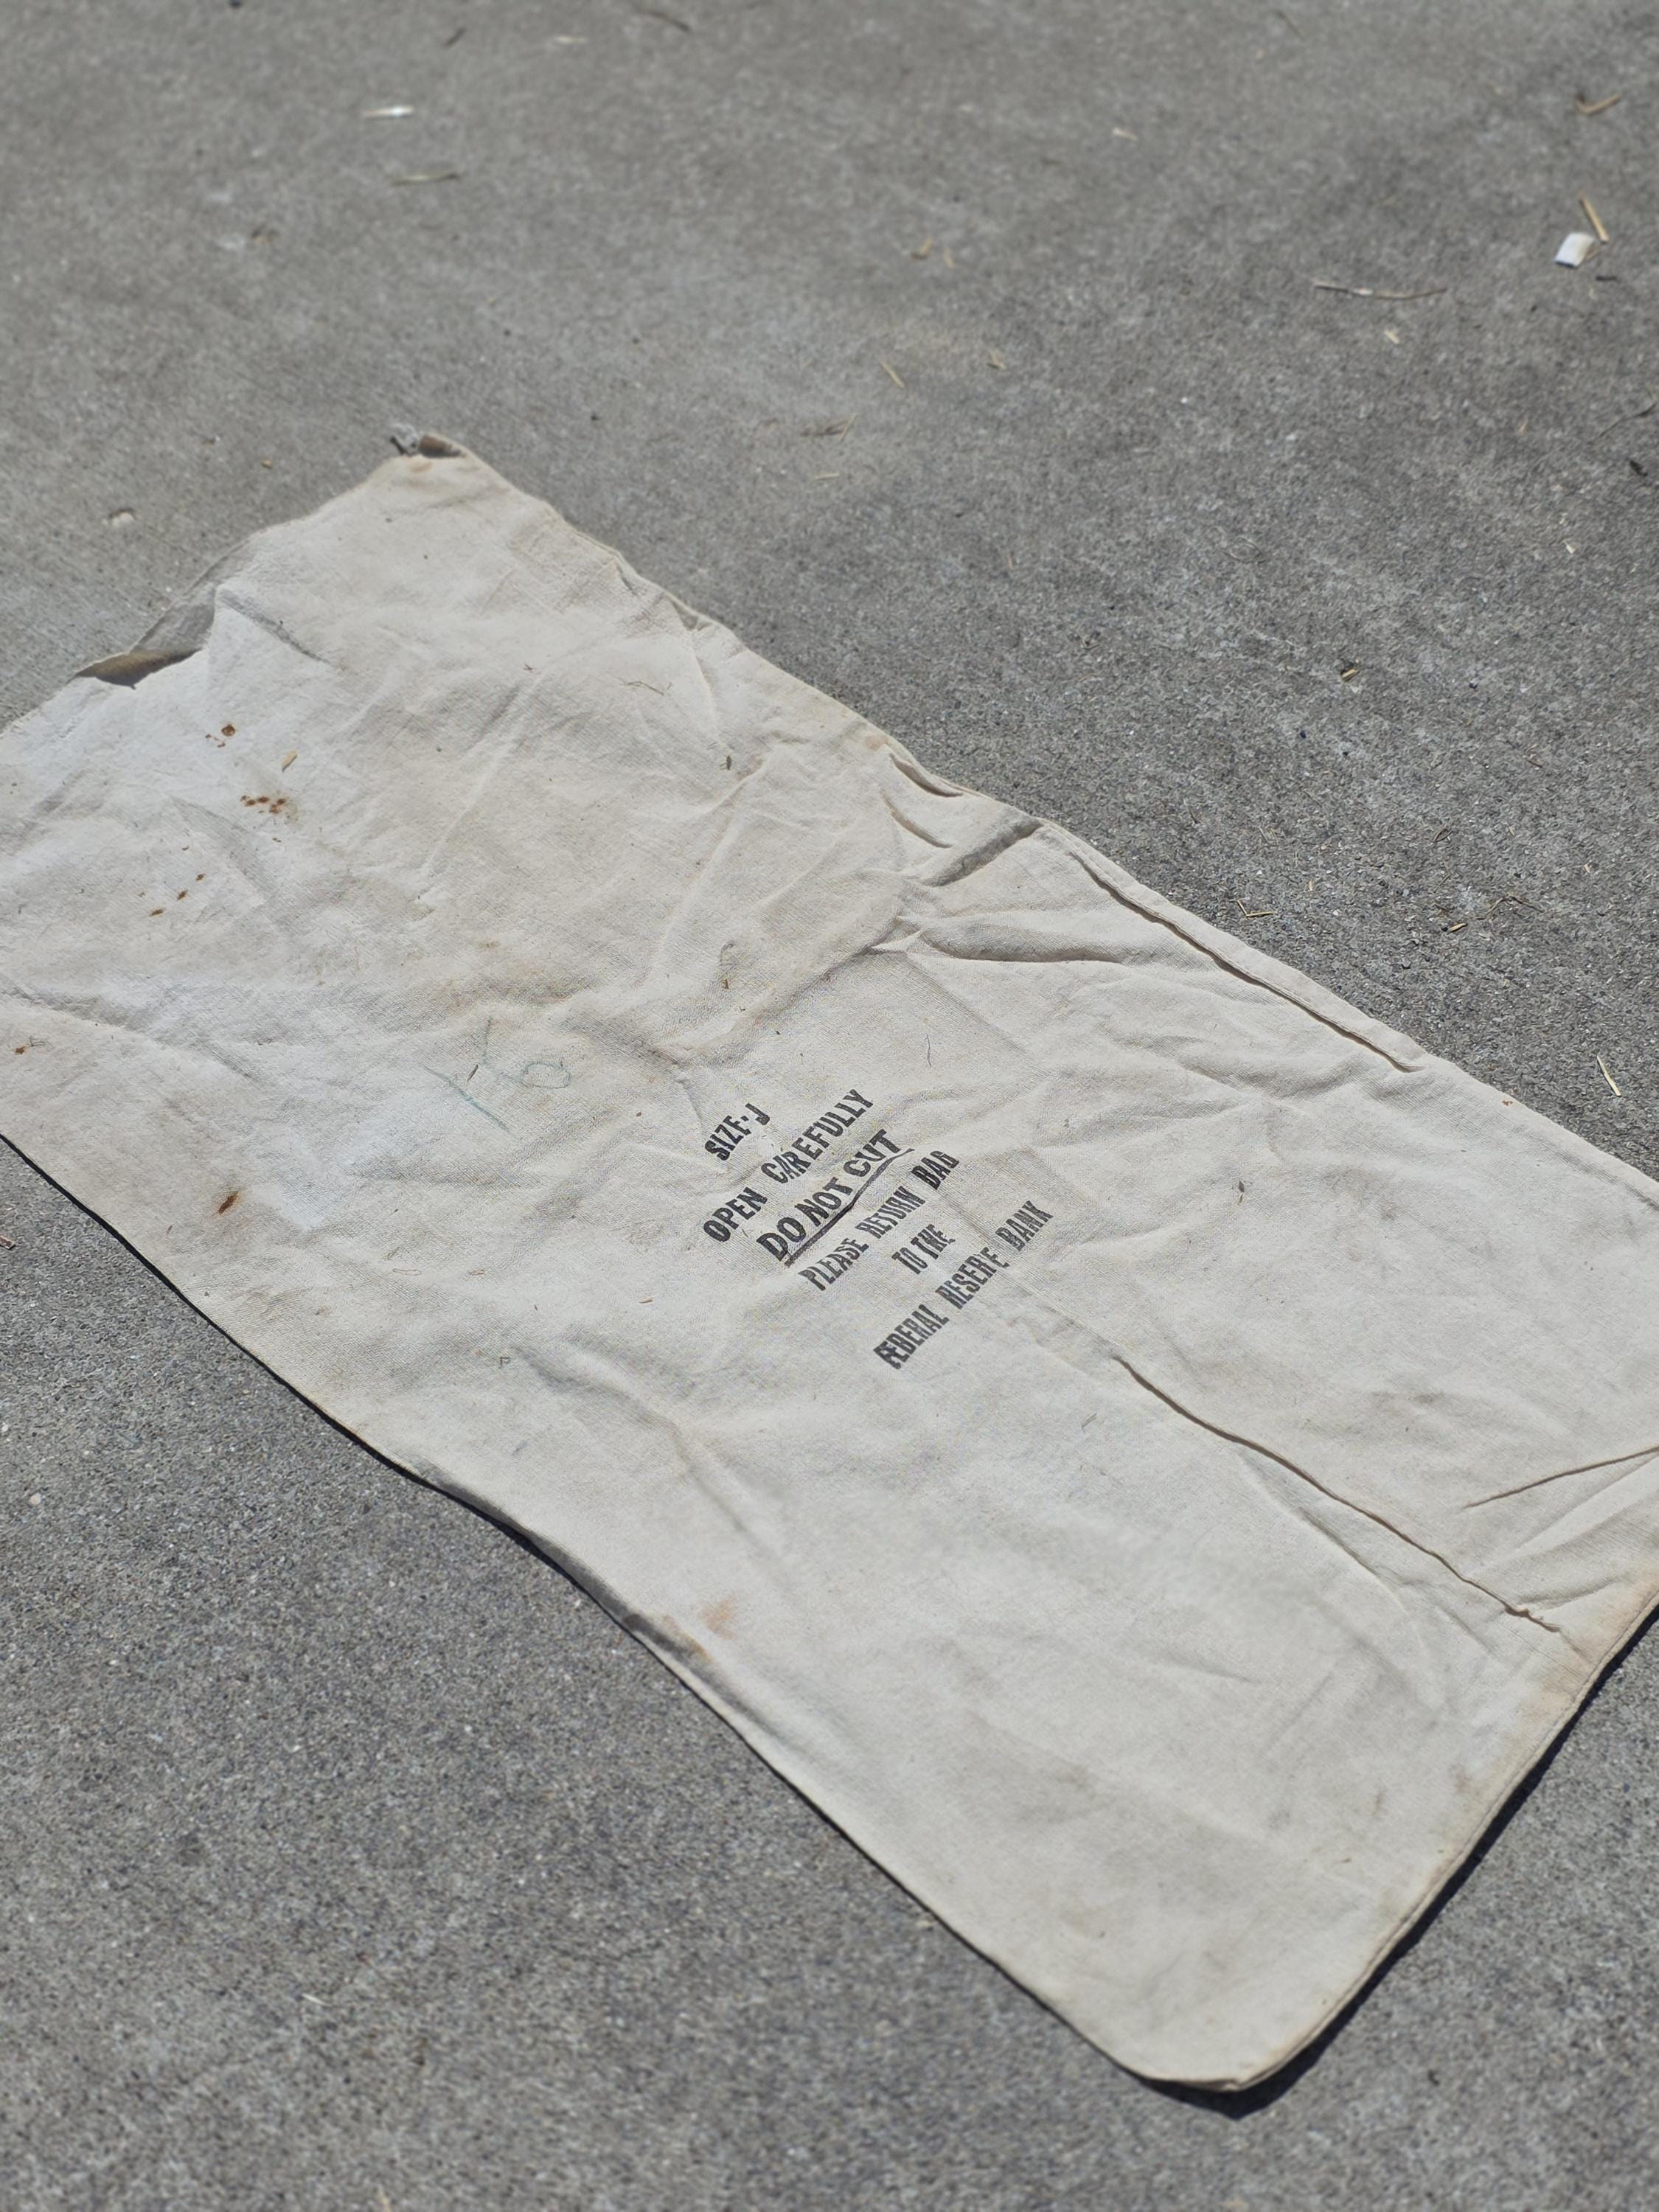 SIZE-J
OPEN CAREFULLY
DO NOT CUT
PLEASE RETURN BAG
TO THE
FEDERAL RESERVE BANK